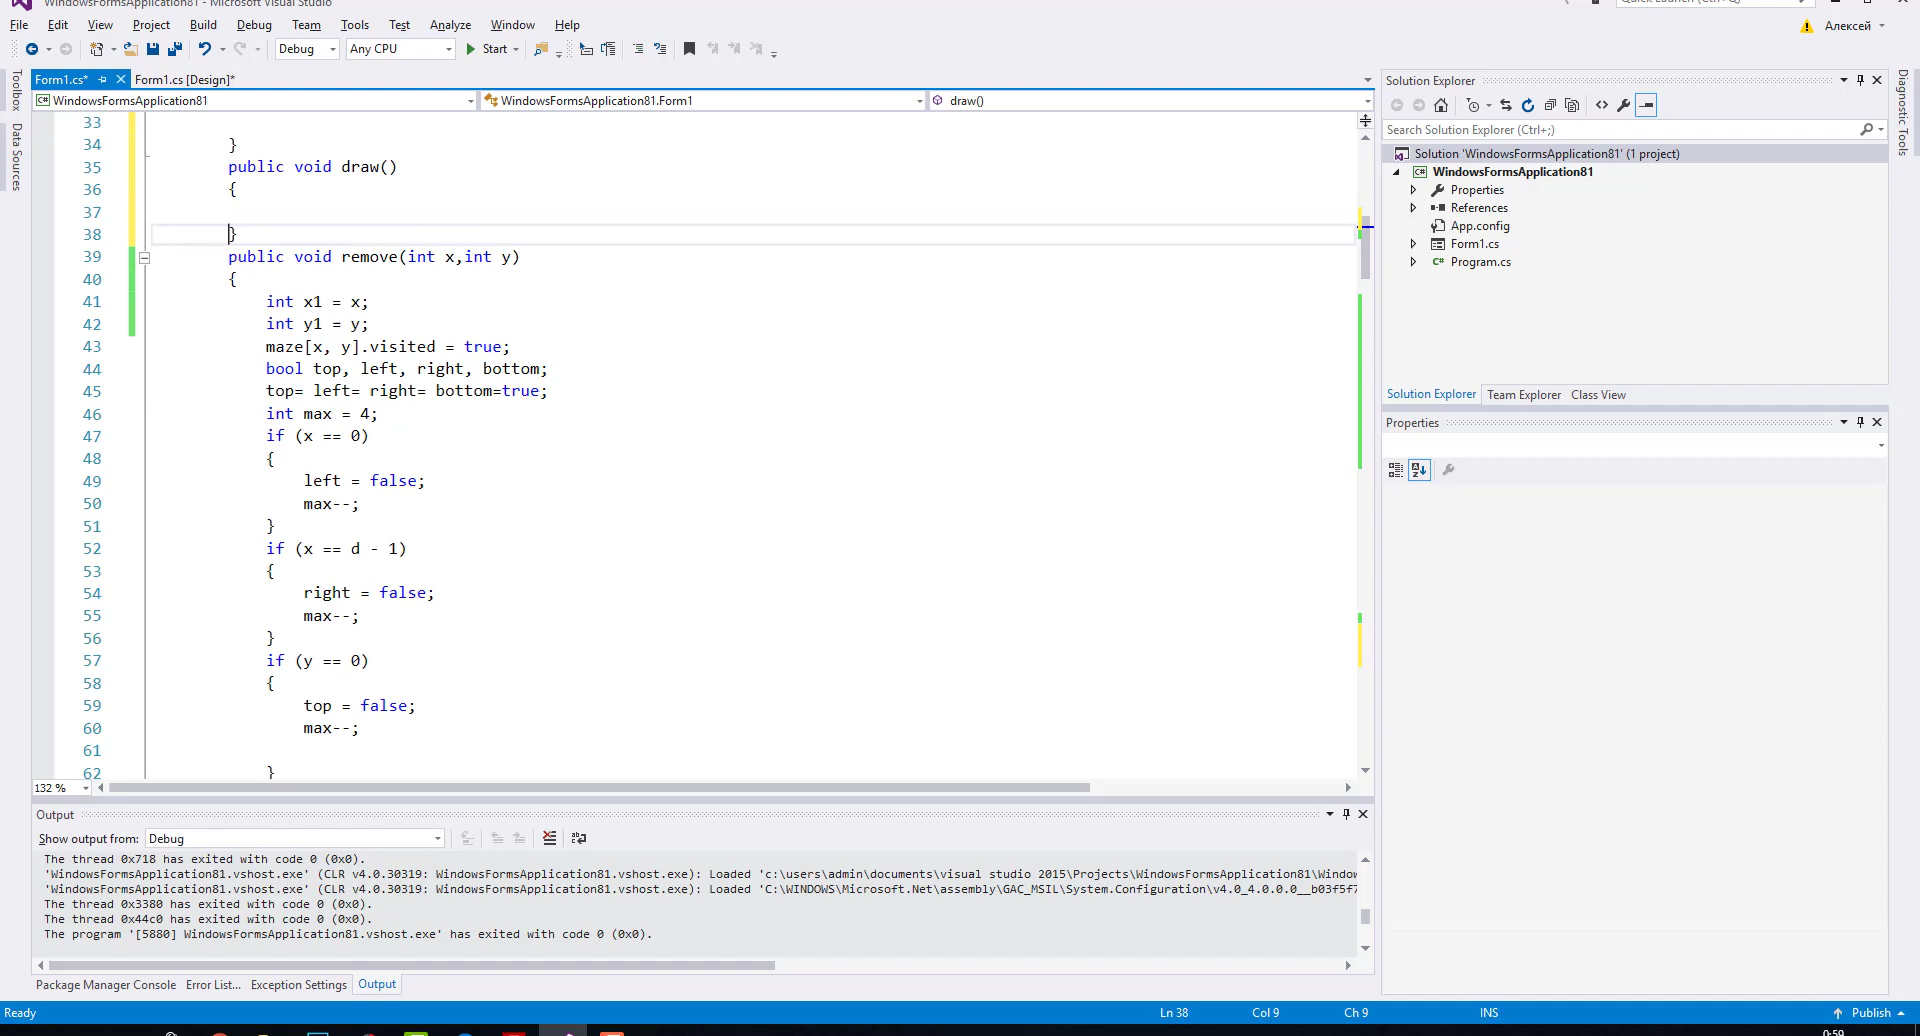 WindowsFormsApplication81 - Microsoft Visual Studio
Quick Launch (Ctrl+Q)
File Edit View Project Build Debug Team Tools Test Analyze Window Help
Алексей
Debug Any CPU Start
Form1.cs* Form1.cs [Design]*
C# WindowsFormsApplication81 WindowsFormsApplication81.Form1 draw()
Toolbox
Data Sources
33
34 }
35 public void draw()
36 {
37
38 }
39 public void remove(int x,int y)
40 {
41 int x1 = x;
42 int y1 = y;
43 maze[x, y].visited = true;
44 bool top, left, right, bottom;
45 top= left= right= bottom=true;
46 int max = 4;
47 if (x == 0)
48 {
49 left = false;
50 max--;
51 }
52 if (x == d - 1)
53 {
54 right = false;
55 max--;
56 }
57 if (y == 0)
58 {
59 top = false;
60 max--;
61
62 }
132 %
Output
Show output from: Debug
The thread 0x718 has exited with code 0 (0x0).
'WindowsFormsApplication81.vshost.exe' (CLR v4.0.30319: WindowsFormsApplication81.vshost.exe): Loaded 'c:\users\admin\documents\visual studio 2015\Projects\WindowsFormsApplication81\Window
'WindowsFormsApplication81.vshost.exe' (CLR v4.0.30319: WindowsFormsApplication81.vshost.exe): Loaded 'C:\WINDOWS\Microsoft.Net\assembly\GAC_MSIL\System.Configuration\v4.0_4.0.0.0__b03f5f7
The thread 0x3380 has exited with code 0 (0x0).
The thread 0x44c0 has exited with code 0 (0x0).
The program '[5880] WindowsFormsApplication81.vshost.exe' has exited with code 0 (0x0).
Package Manager Console Error List... Exception Settings Output
Solution Explorer
Search Solution Explorer (Ctrl+;)
Solution 'WindowsFormsApplication81' (1 project)
C# WindowsFormsApplication81
Properties
References
App.config
Form1.cs
C# Program.cs
Solution Explorer Team Explorer Class View
Properties
Diagnostic Tools
Ready Ln 38 Col 9 Ch 9 INS Publish
0:59